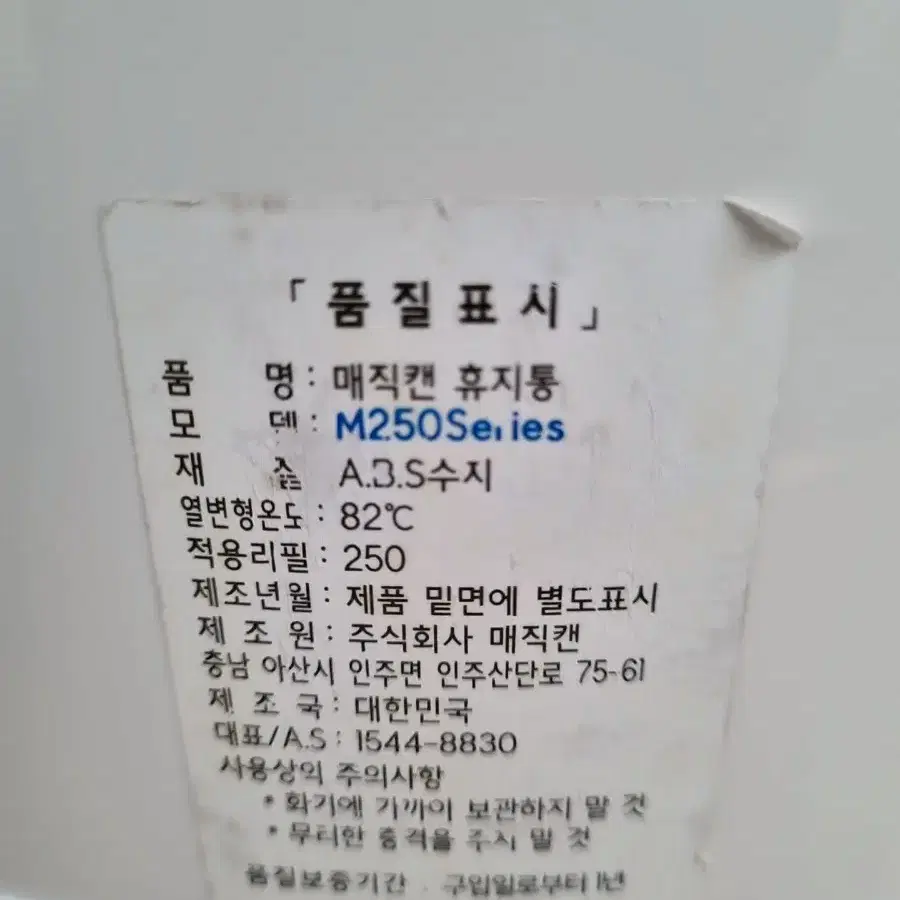 「품질표시」
품 명 : 매직캔 휴지통
모 델 : M250Series
재 질 A.B.S수지
열변형온도 : 82℃
적용리필 : 250
제조년월 : 제품 밑면에 별도표시
제 조 원 : 주식회사 매직캔
충남 아산시 인주면 인주산단로 75-61
제 조 국 : 대한민국
대표/A.S : 1544-8830
사용상의 주의사항
* 화기에 가까이 보관하지 말 것
* 무리한 충격을 주시 말 것
품질보증기간 : 구입일로부터 1년